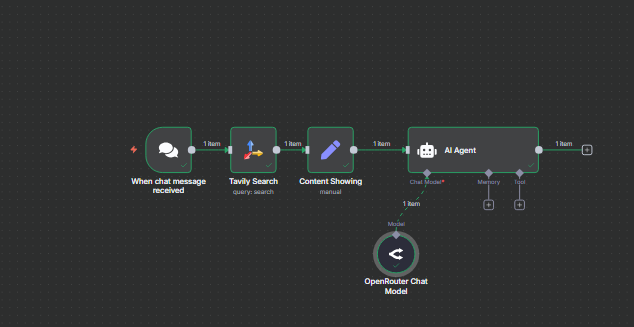 1 item
1 item
1 item
AI Agent
1 item
When chat message
received
Tavily Search
query: search
Content Showing
manual
Chat Model*
Memory
Tool
1 item
Model
OpenRouter Chat
Model